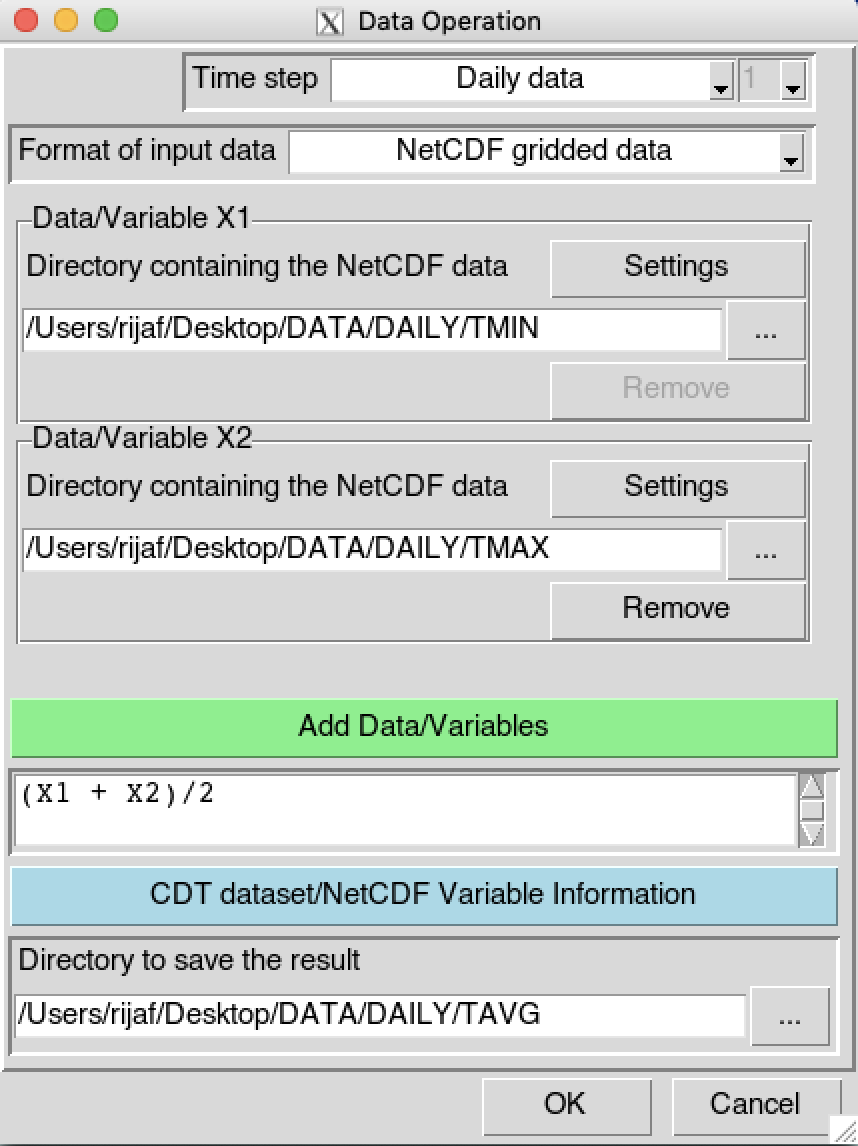 Data Operation
Time step Daily data 1
Format of input data NetCDF gridded data
Data/Variable X1
Directory containing the NetCDF data Settings
/Users/rijaf/Desktop/DATA/DAILY/TMIN ...
Remove
Data/Variable X2
Directory containing the NetCDF data Settings
/Users/rijaf/Desktop/DATA/DAILY/TMAX ...
Remove
Add Data/Variables
(X1 + X2)/2
CDT dataset/NetCDF Variable Information
Directory to save the result
/Users/rijaf/Desktop/DATA/DAILY/TAVG ...
OK Cancel